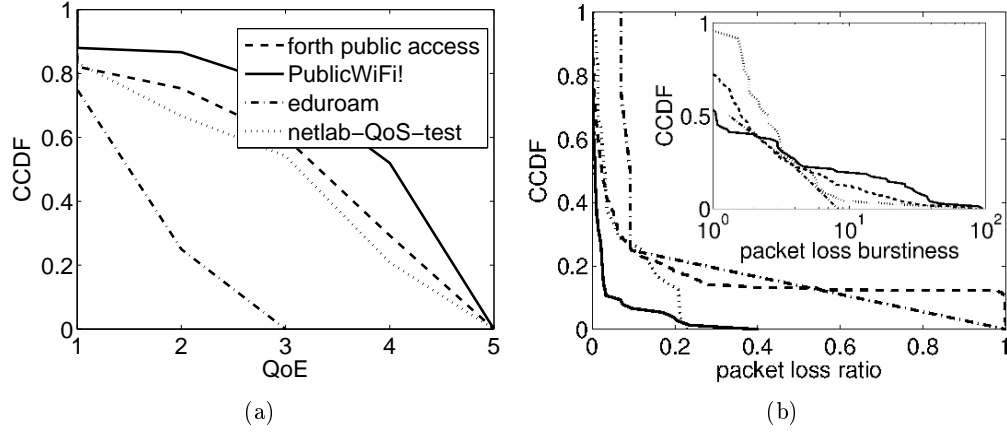 1
0.8
0.6
0.4
0.2
0
CCDF
1 2 3 4 5
QoE
forth public access
PublicWiFi!
eduroam
netlab-QoS-test
(a)
1
0.8
0.6
0.4
0.2
0
CCDF
0 0.2 0.4 0.6 0.8 1
packet loss ratio
1
0.5
0
CCDF
10^0 10^1 10^2
packet loss burstiness
(b)